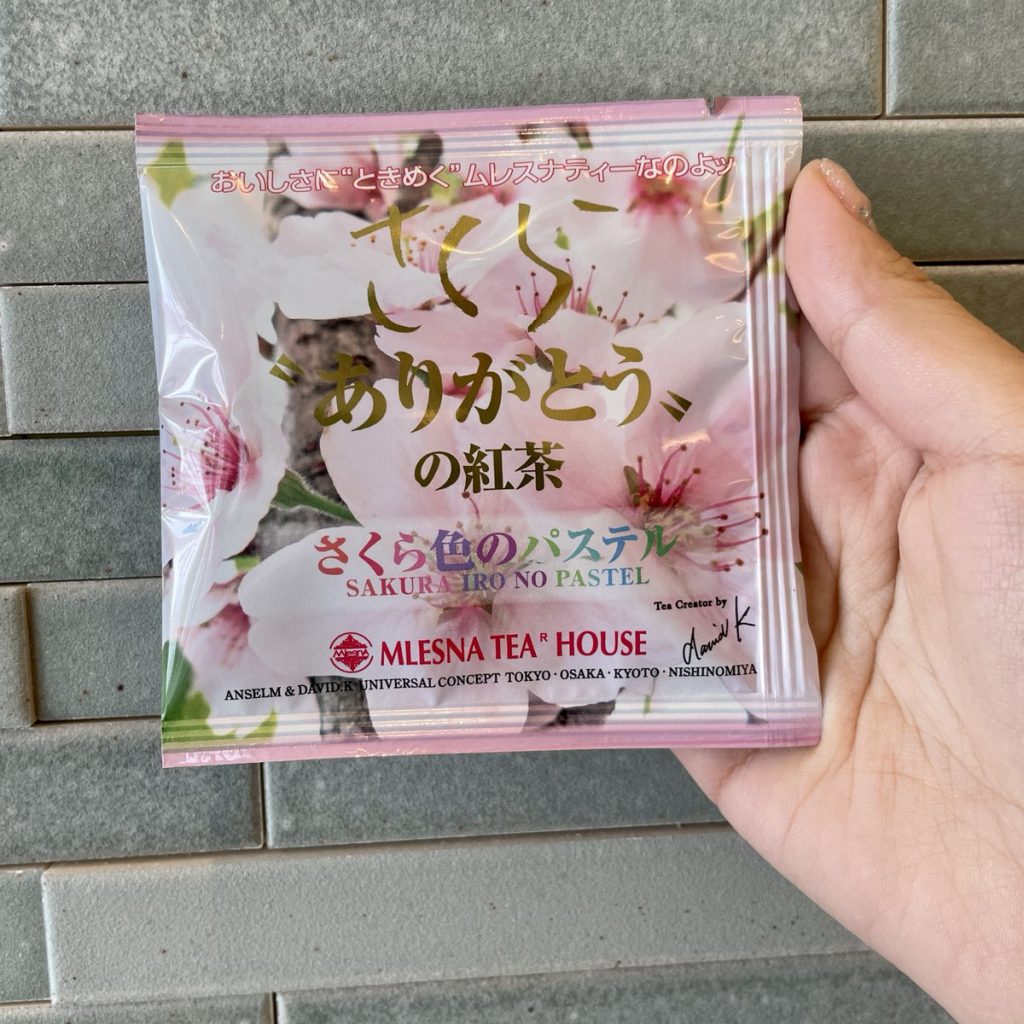 おいしさに"ときめく"ムレスナティーなのよッ
さくら
〝ありがとう〟
の紅茶
さくら色のパステル
SAKURA IRO NO PASTEL
Tea Creator by
David K
MLESNA TEA R HOUSE
ANSELM & DAVID.K UNIVERSAL CONCEPT TOKYO・OSAKA・KYOTO・NISHINOMIYA